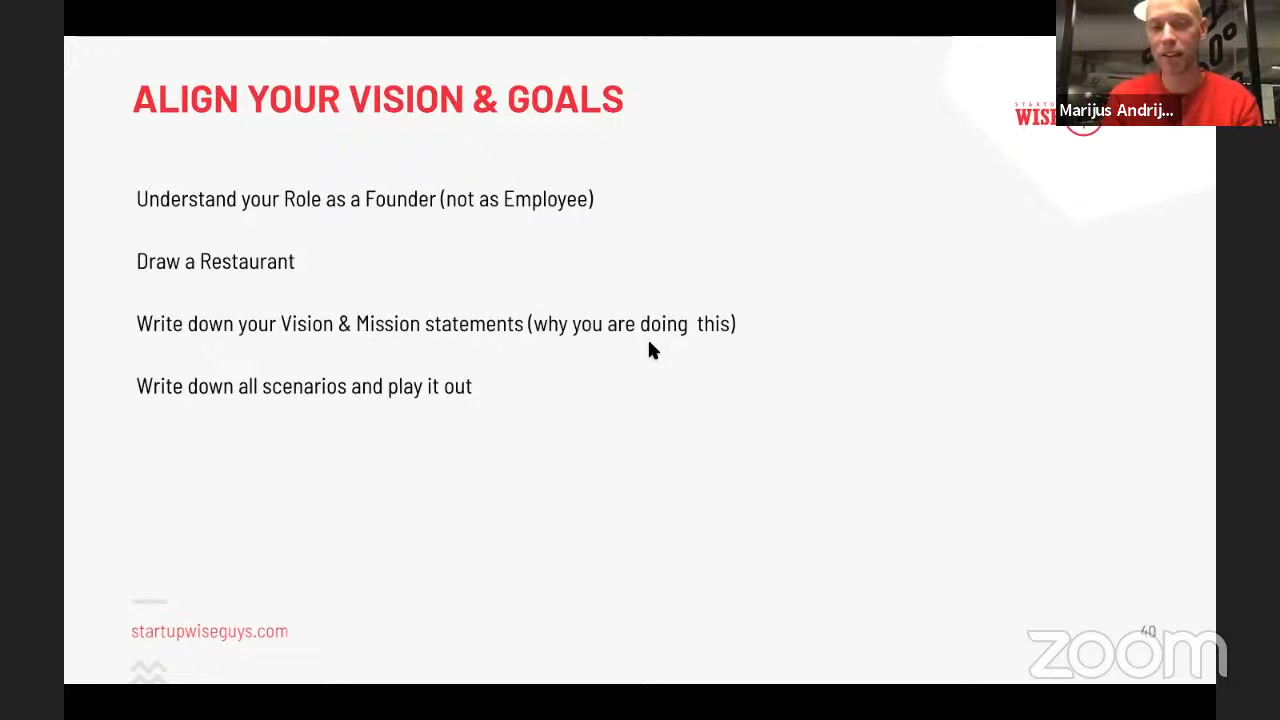 ALIGN YOUR VISION & GOALS
WISE
Marijus Andrij...
Understand your Role as a Founder (not as Employee)
Draw a Restaurant
Write down your Vision & Mission statements (why you are doing  this)
Write down all scenarios and play it out
startupwiseguys.com
40
zoom